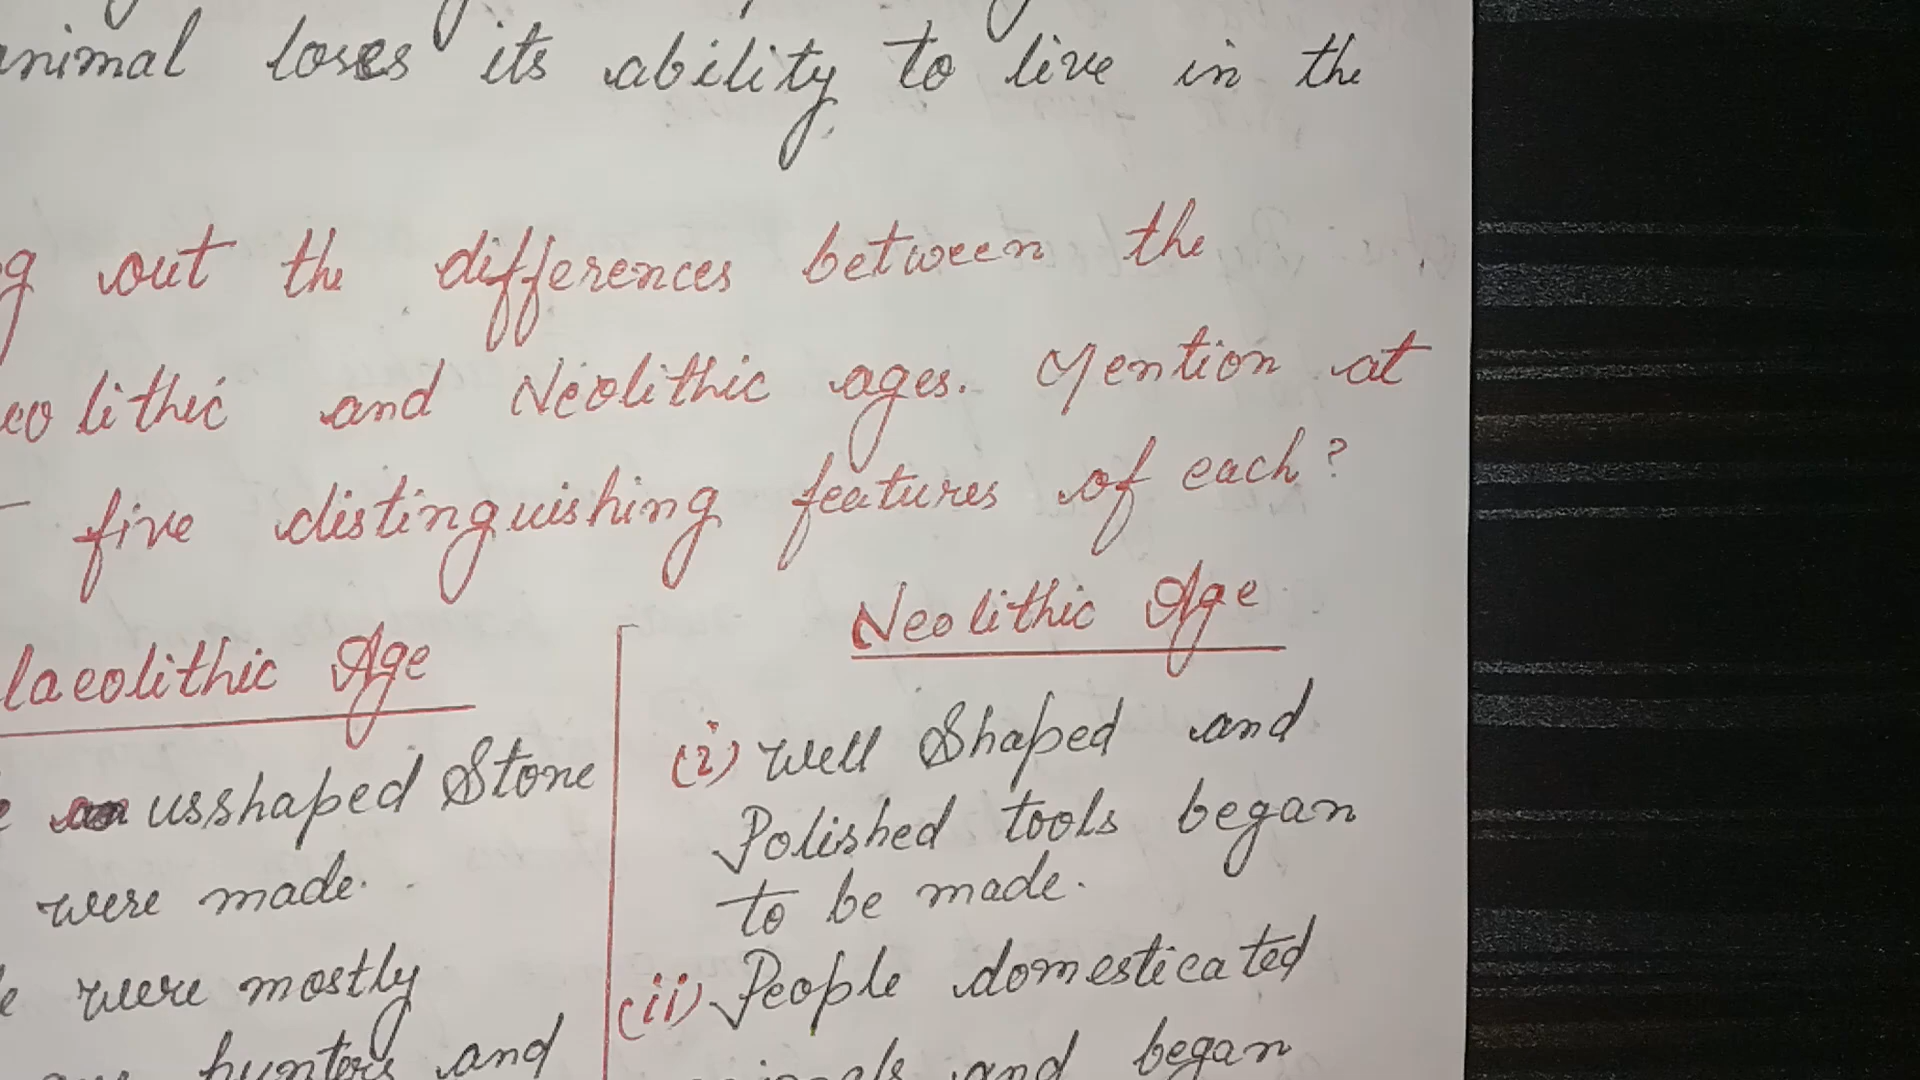 animal loses its ability to live in the
g out the differences between the
eo lithic and Neolithic ages. Mention at
five distinguishing features of each?
laeolithic Age
Neolithic Age
usshaped Stone
were made.
were mostly
hunters and
(i) well Shaped and
Polished tools began
to be made.
(ii) People domesticated
and began